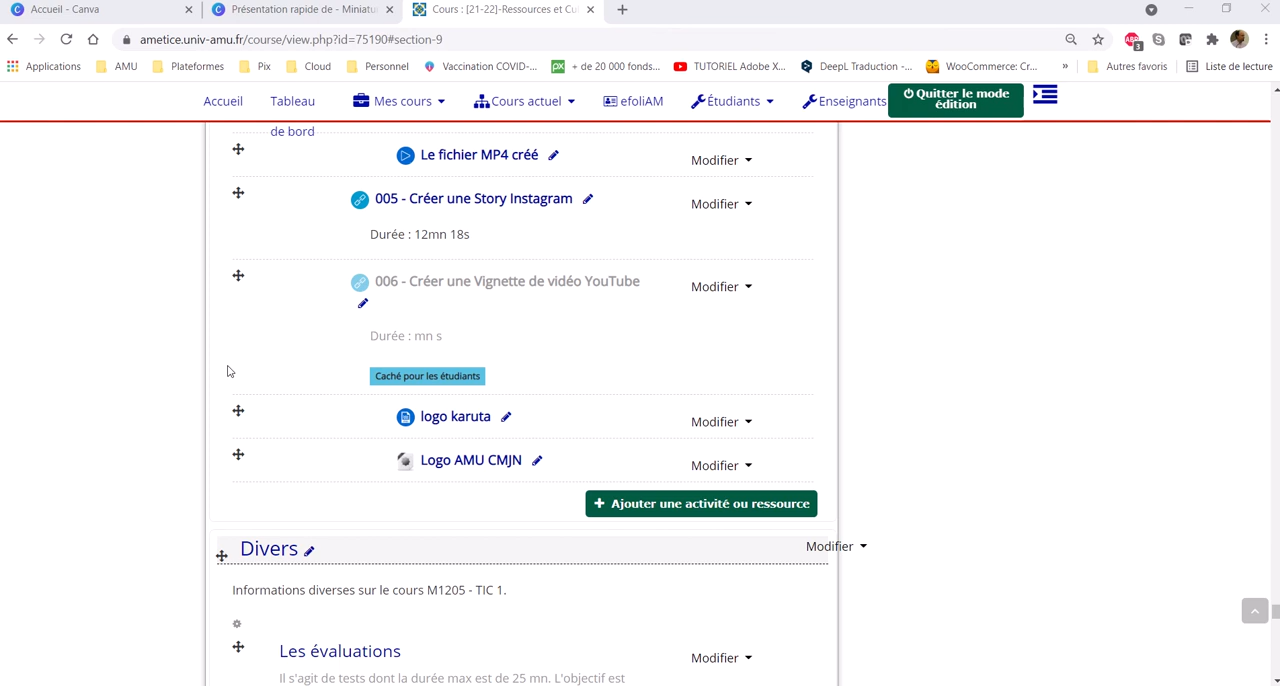 Accueil - Canva
Présentation rapide de - Miniatu
Cours : [21-22]-Ressources et Cul
ametice.univ-amu.fr/course/view.php?id=75190#section-9
ABP
3
Applications
AMU
Plateformes
Pix
Cloud
Personnel
Vaccination COVID-...
px
+ de 20 000 fonds...
TUTORIEL Adobe X...
DeepL Traduction -...
WooCommerce: Cr...
»
Autres favoris
Liste de lecture
Accueil
Tableau
de bord
Mes cours
Cours actuel
efoliAM
Étudiants
Enseignants
Quitter le mode
édition
Le fichier MP4 créé
Modifier
005 - Créer une Story Instagram
Modifier
Durée : 12mn 18s
006 - Créer une Vignette de vidéo YouTube
Modifier
Durée : mn s
Caché pour les étudiants
logo karuta
Modifier
Logo AMU CMJN
Modifier
+ Ajouter une activité ou ressource
Divers
Modifier
Informations diverses sur le cours M1205 - TIC 1.
Les évaluations
Modifier
Il s'agit de tests dont la durée max est de 25 mn. L'objectif est